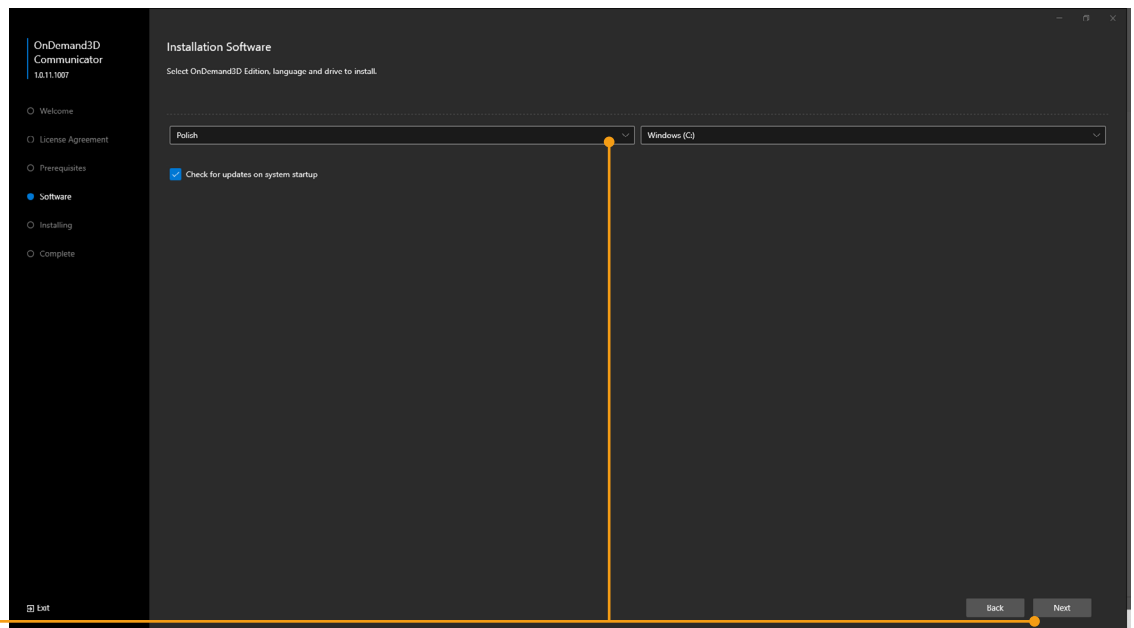 OnDemand3D
Communicator
1.0.11.1007
Welcome
License Agreement
Prerequisites
Software
Installing
Complete
Exit
Installation Software
Select OnDemand3D Edition, language and drive to install.
Polish
Windows (C:)
Check for updates on system startup
Back
Next